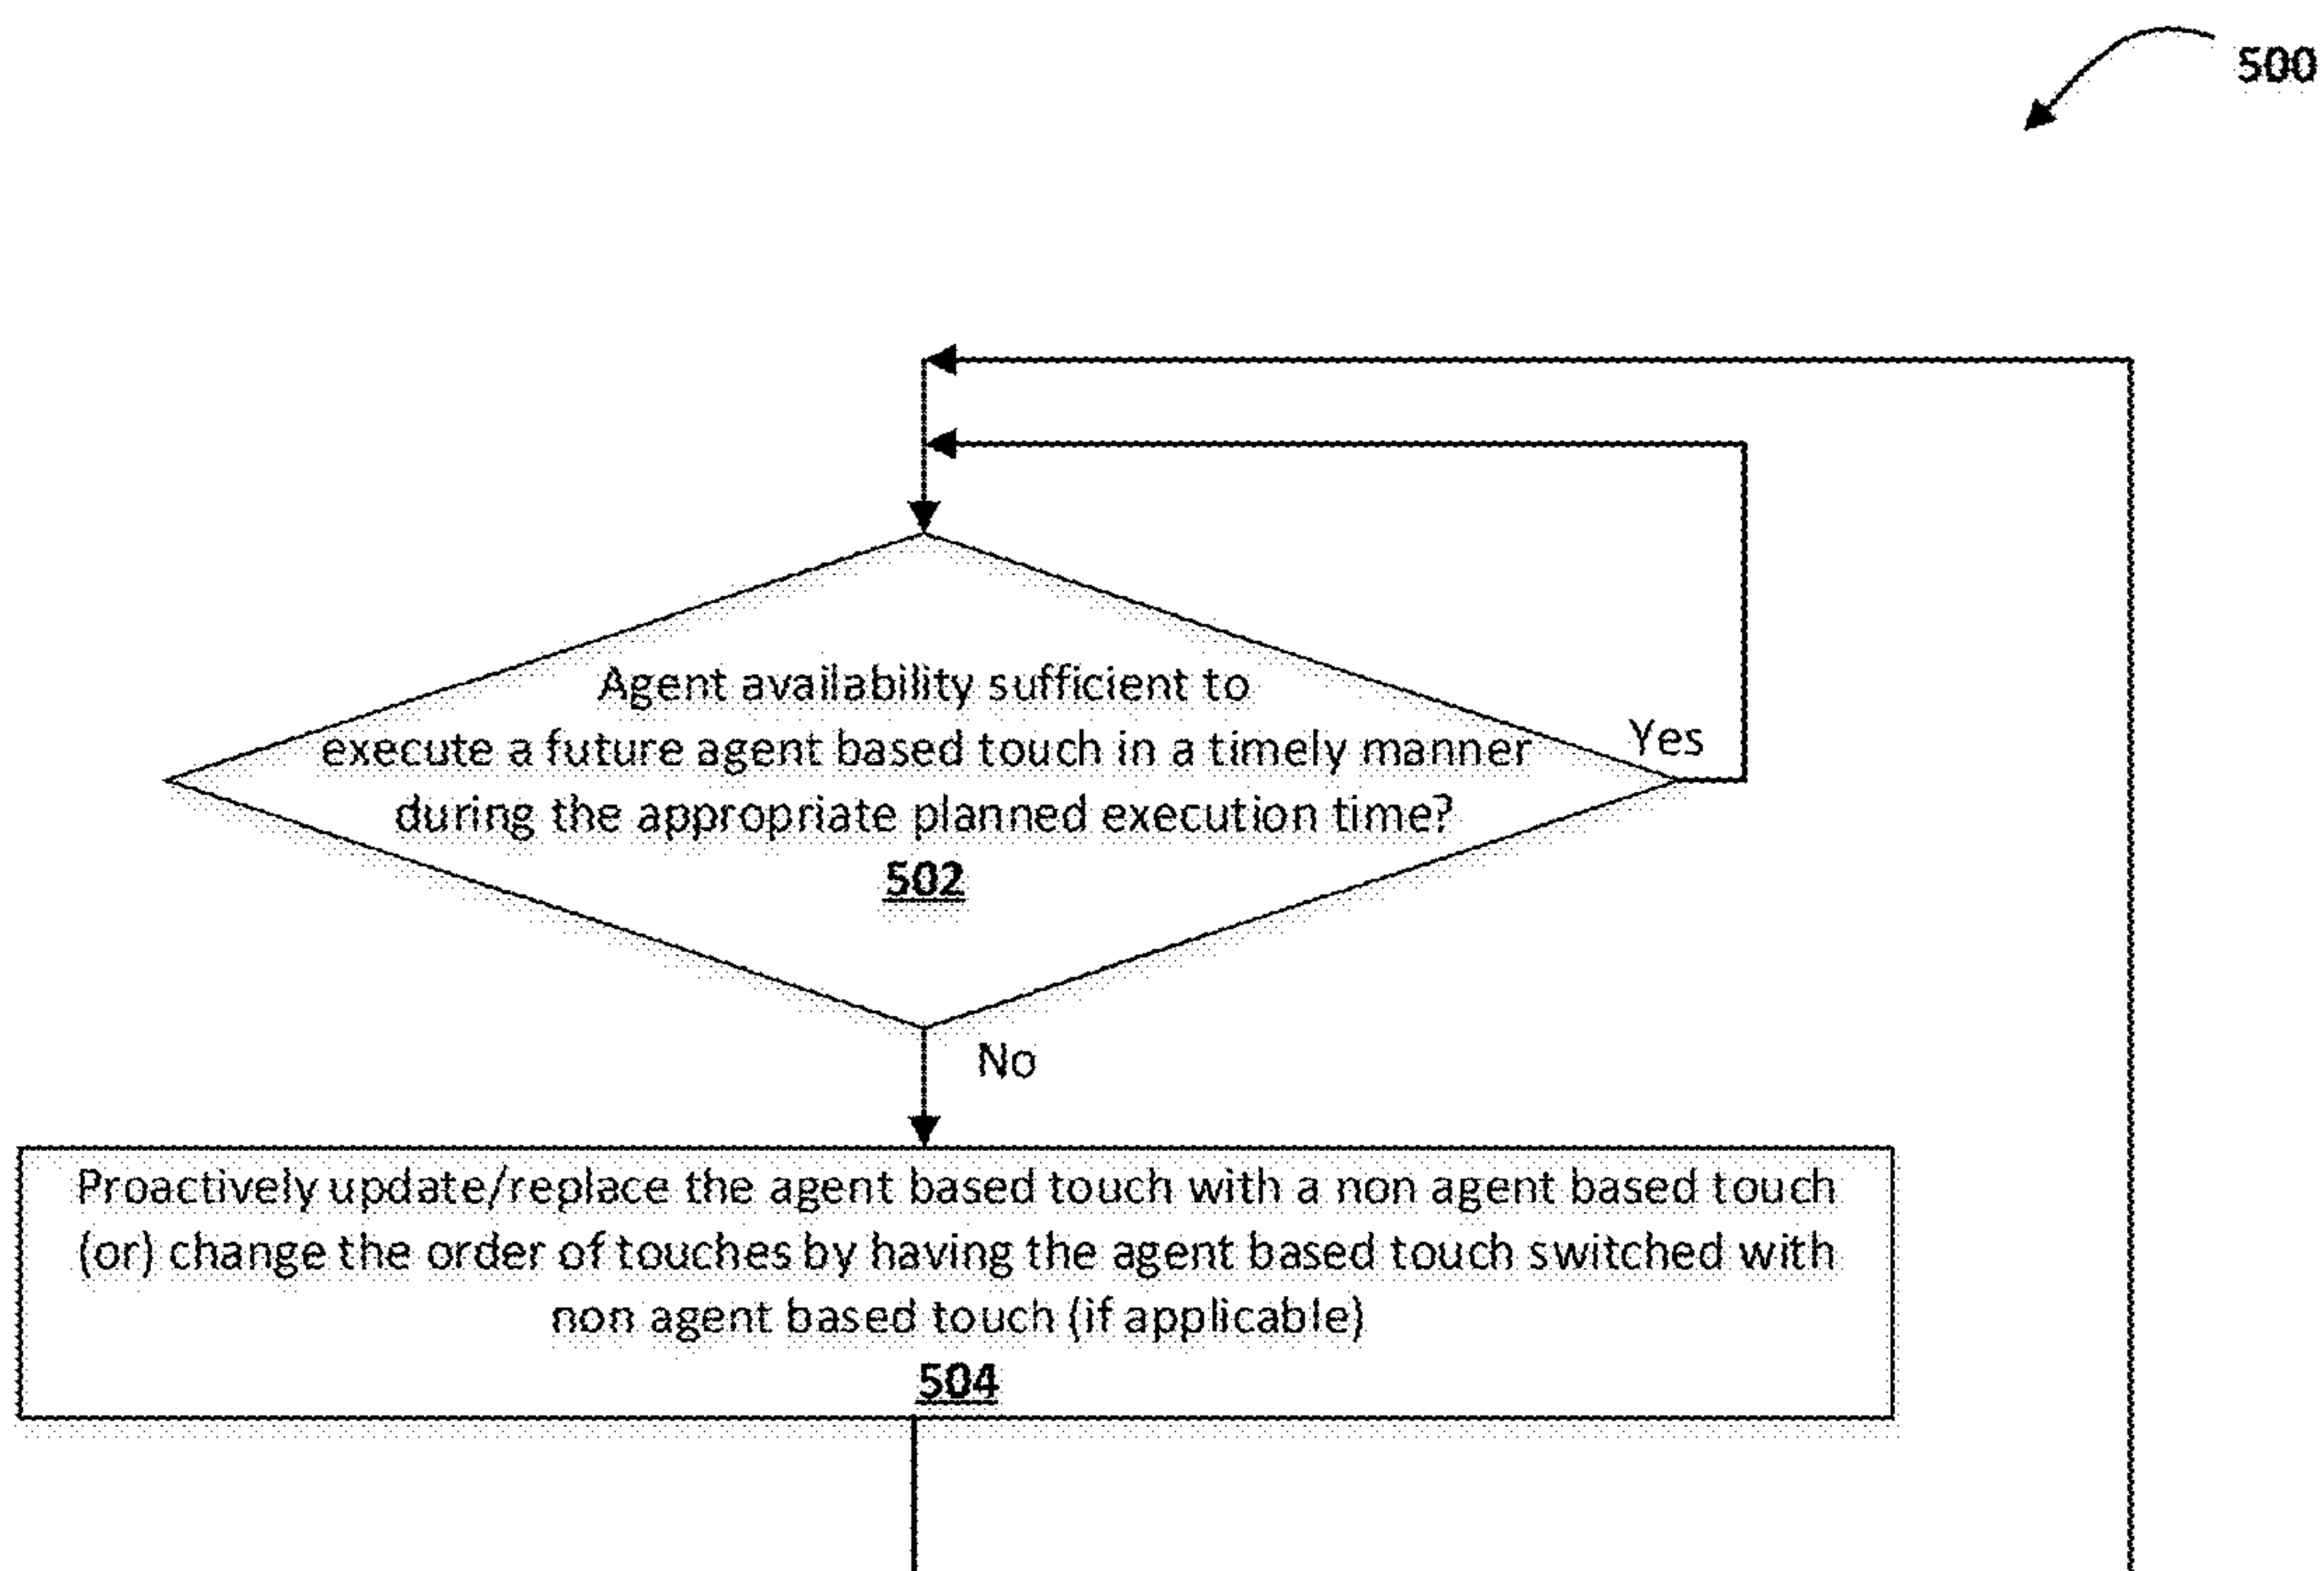 500
Agent availability sufficient to
execute a future agent based touch in a timely manner
during the appropriate planned execution time?
502
Yes
No
Proactively update/replace the agent based touch with a non agent based touch
(or) change the order of touches by having the agent based touch switched with
non agent based touch (if applicable)
504